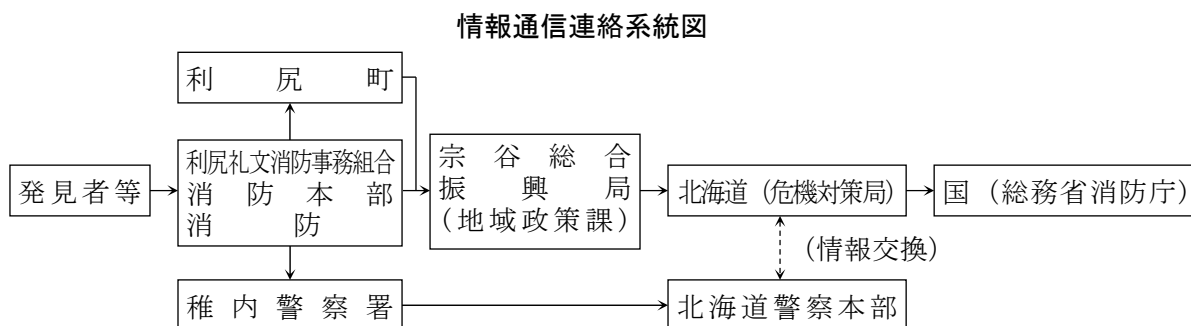 情報通信連絡系統図
利尻町
発見者等
利尻礼文消防事務組合
消防本部
消防
宗谷総合
振興局
(地域政策課)
北海道(危機対策局)
国(総務省消防庁)
(情報交換)
稚内警察署
北海道警察本部